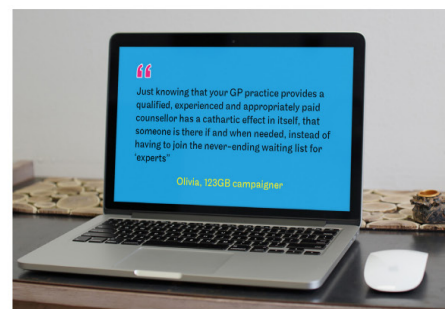 “
Just knowing that your GP practice provides a
qualified, experienced and appropriately paid
counsellor has a cathartic effect in itself, that
someone is there if and when needed, instead of
having to join the never-ending waiting list for
‘experts”
Olivia, 123GB campaigner